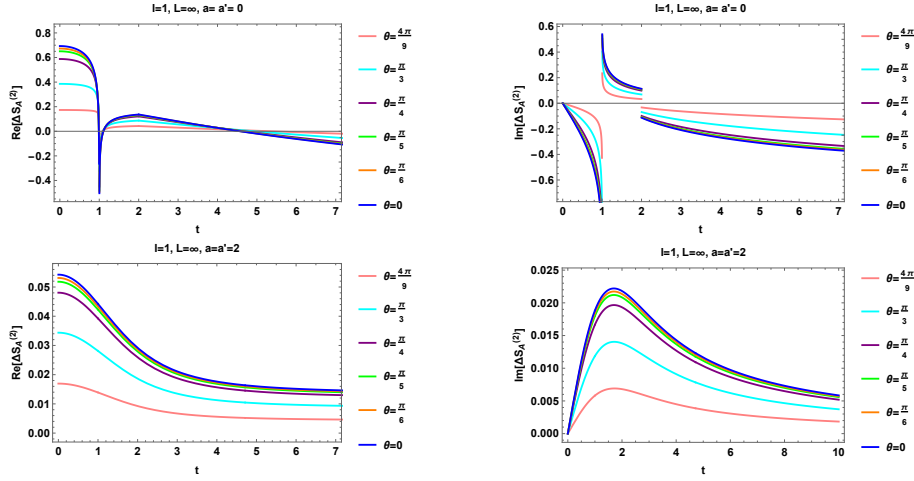 l=1, L=∞, a= a'= 0
Re[ΔS_A^(2)]
0.8
0.6
0.4
0.2
0.0
-0.2
-0.4
0 1 2 3 4 5 6 7
t
θ=4π/9
θ=π/3
θ=π/4
θ=π/5
θ=π/6
θ=0
l=1, L=∞, a= a'= 0
Im[ΔS_A^(2)]
0.6
0.4
0.2
0.0
-0.2
-0.4
-0.6
0 1 2 3 4 5 6 7
t
θ=4π/9
θ=π/3
θ=π/4
θ=π/5
θ=π/6
θ=0
l=1, L=∞, a=a'=2
Re[ΔS_A^(2)]
0.05
0.04
0.03
0.02
0.01
0.00
0 1 2 3 4 5 6 7
t
θ=4π/9
θ=π/3
θ=π/4
θ=π/5
θ=π/6
θ=0
l=1, L=∞, a=a'=2
Im[ΔS_A^(2)]
0.025
0.020
0.015
0.010
0.005
0.000
0 2 4 6 8 10
t
θ=4π/9
θ=π/3
θ=π/4
θ=π/5
θ=π/6
θ=0